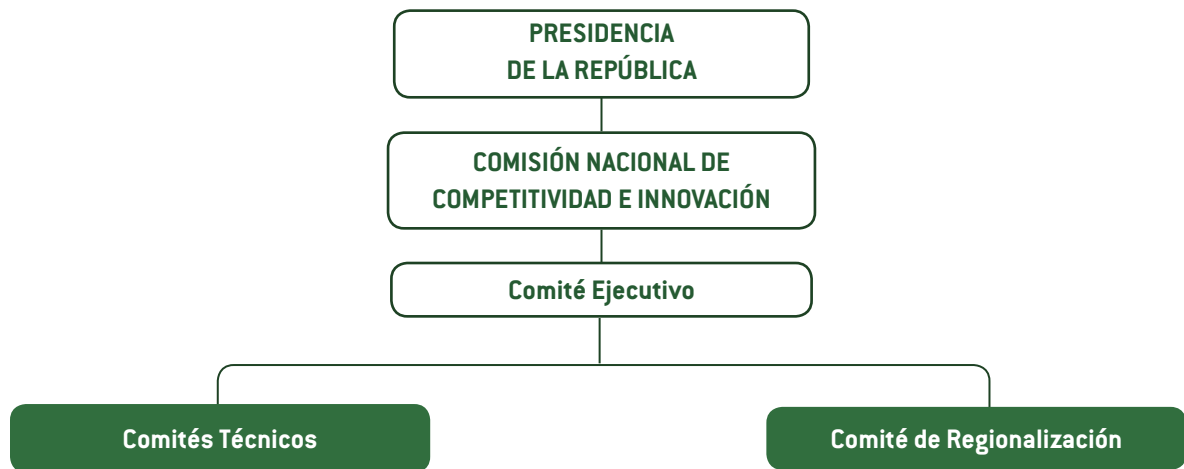 PRESIDENCIA
DE LA REPÚBLICA
COMISIÓN NACIONAL DE
COMPETITIVIDAD E INNOVACIÓN
Comité Ejecutivo
Comités Técnicos
Comité de Regionalización